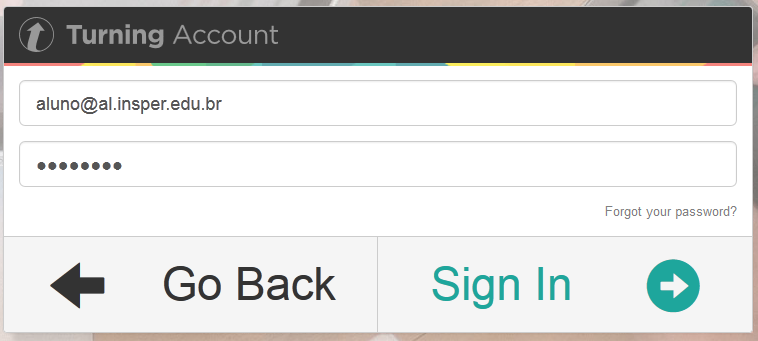 Turning Account
aluno@al.insper.edu.br
••••••••
Forgot your password?
Go Back
Sign In